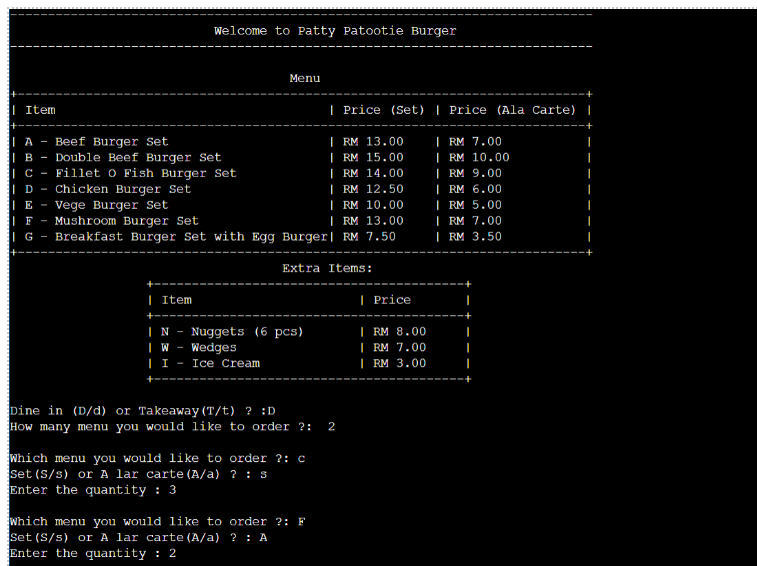 Welcome to Patty Patootie Burger
Menu
| Item | Price (Set) | Price (Ala Carte) |
| A - Beef Burger Set | RM 13.00 | RM 7.00 |
| B - Double Beef Burger Set | RM 15.00 | RM 10.00 |
| C - Fillet O Fish Burger Set | RM 14.00 | RM 9.00 |
| D - Chicken Burger Set | RM 12.50 | RM 6.00 |
| E - Vege Burger Set | RM 10.00 | RM 5.00 |
| F - Mushroom Burger Set | RM 13.00 | RM 7.00 |
| G - Breakfast Burger Set with Egg Burger| RM 7.50 | RM 3.50 |
Extra Items:
| Item | Price |
| N - Nuggets (6 pcs) | RM 8.00 |
| W - Wedges | RM 7.00 |
| I - Ice Cream | RM 3.00 |
Dine in (D/d) or Takeaway(T/t) ? :D
How many menu you would like to order ?: 2
Which menu you would like to order ?: c
Set(S/s) or A lar carte(A/a) ? : s
Enter the quantity : 3
Which menu you would like to order ?: F
Set(S/s) or A lar carte(A/a) ? : A
Enter the quantity : 2